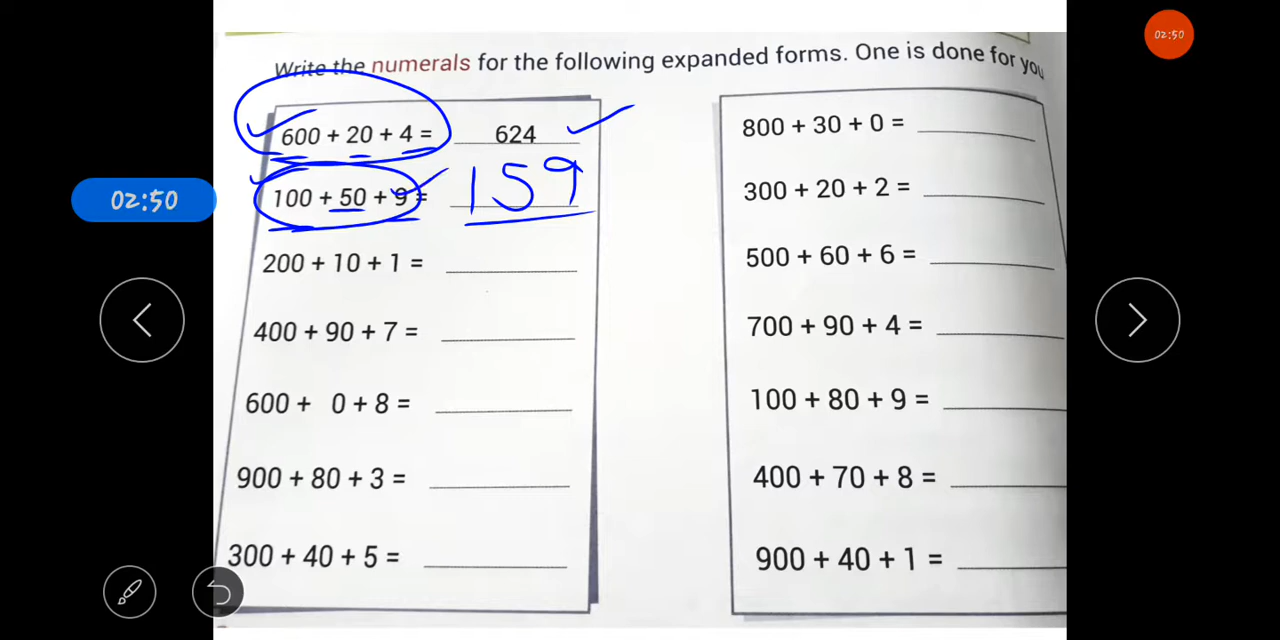 02:50
Write the numerals for the following expanded forms. One is done for you
600 + 20 + 4 = 624
100 + 50 + 9 = 159
200 + 10 + 1 =
400 + 90 + 7 =
600 + 0 + 8 =
900 + 80 + 3 =
300 + 40 + 5 =
800 + 30 + 0 =
300 + 20 + 2 =
500 + 60 + 6 =
700 + 90 + 4 =
100 + 80 + 9 =
400 + 70 + 8 =
900 + 40 + 1 =
02:50